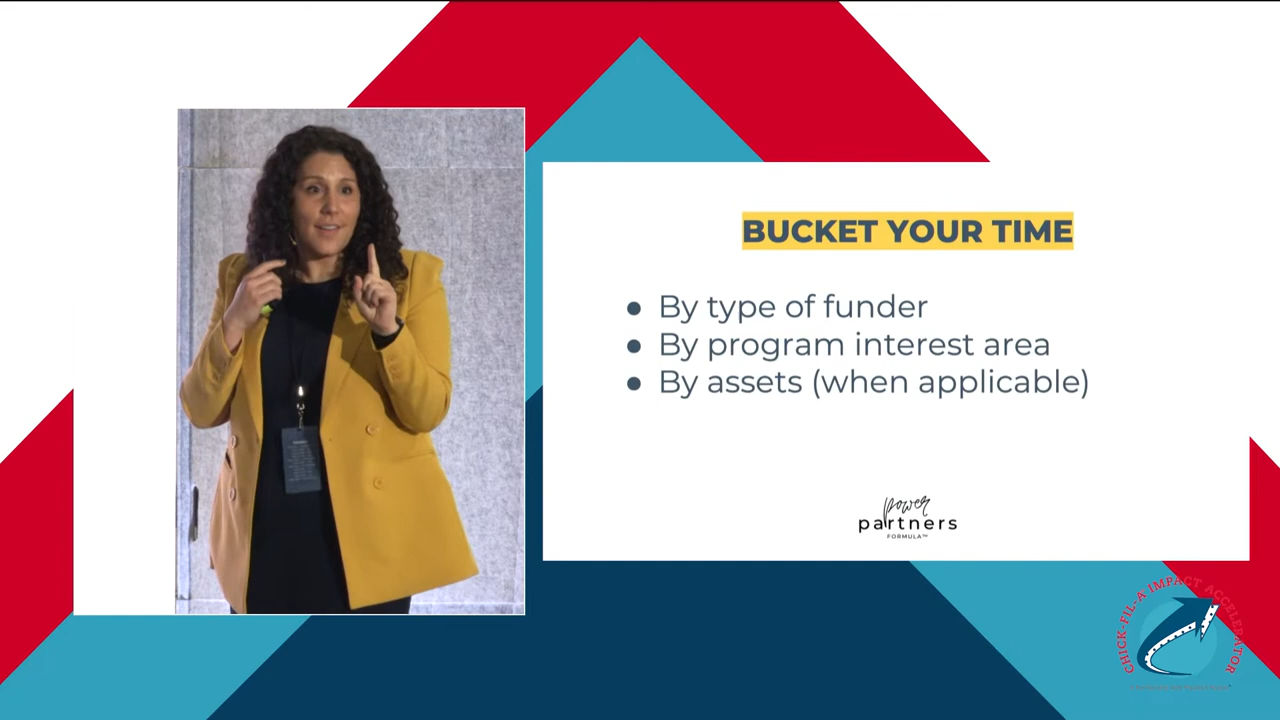 BUCKET YOUR TIME
● By type of funder
● By program interest area
● By assets (when applicable)
power
partners
FORMULA™
CHICK-FIL-A IMPACT ACCELERATOR